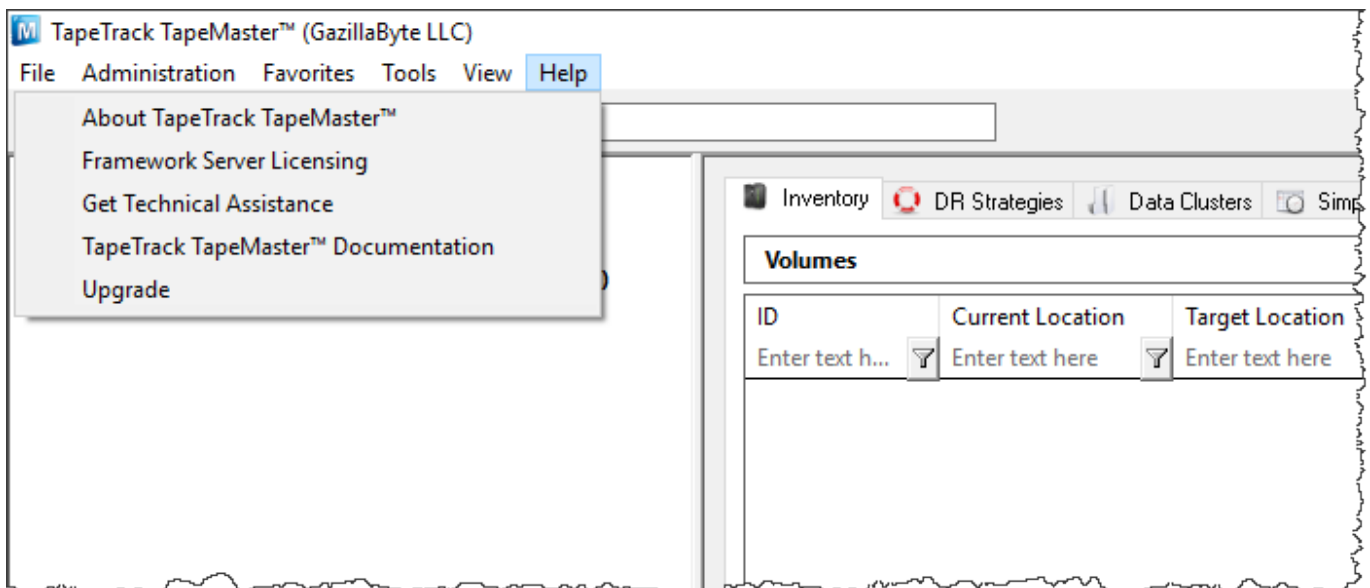 TapeTrack TapeMaster™ (GazillaByte LLC)
File Administration Favorites Tools View Help
About TapeTrack TapeMaster™
Framework Server Licensing
Get Technical Assistance
TapeTrack TapeMaster™ Documentation
Upgrade
Inventory DR Strategies Data Clusters
Volumes
ID Current Location Target Location
Enter text h... Enter text here Enter text here